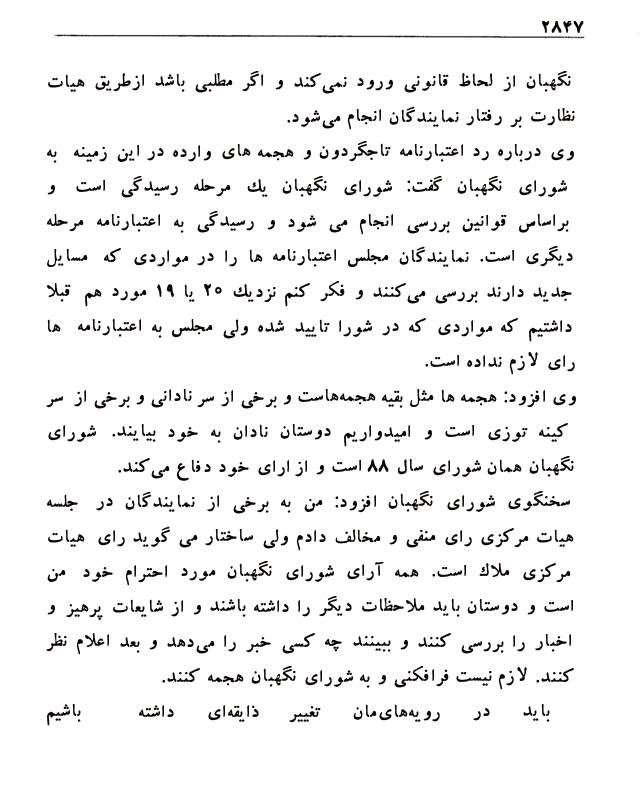 ۲۸۴۷
نگهبان از لحاظ قانونی ورود نمی‌کند و اگر مطلبی باشد ازطریق هیات
نظارت بر رفتار نمایندگان انجام می‌شود.
وی درباره رد اعتبارنامه تاجگردون و هجمه های وارده در این زمینه به
شورای نگهبان گفت: شورای نگهبان یك مرحله رسیدگی است و
براساس قوانین بررسی انجام می شود و رسیدگی به اعتبارنامه مرحله
دیگری است. نمایندگان مجلس اعتبارنامه ها را در مواردی که مسایل
جدید دارند بررسی می‌کنند و فکر کنم نزدیك ۲۵ یا ۱۹ مورد هم قبلا
داشتیم که مواردی که در شورا تایید شده ولی مجلس به اعتبارنامه ها
رای لازم نداده است.
وی افزود: هجمه ها مثل بقیه هجمه‌هاست و برخی از سر نادانی و برخی از سر
کینه توزی است و امیدواریم دوستان نادان به خود بیایند. شورای
نگهبان همان شورای سال ۸۸ است و از ارای خود دفاع می‌کند.
سخنگوی شورای نگهبان افزود: من به برخی از نمایندگان در جلسه
هیات مرکزی رای منفی و مخالف دادم ولی ساختار می گوید رای هیات
مرکزی ملاك است. همه آرای شورای نگهبان مورد احترام خود من
است و دوستان باید ملاحظات دیگر را داشته باشند و از شایعات پرهیز و
اخبار را بررسی کنند و ببینند چه کسی خبر را می‌دهد و بعد اعلام نظر
کنند. لازم نیست فرافکنی و به شورای نگهبان هجمه کنند.
باید در رویه‌های‌مان تغییر ذایقه‌ای داشته باشیم